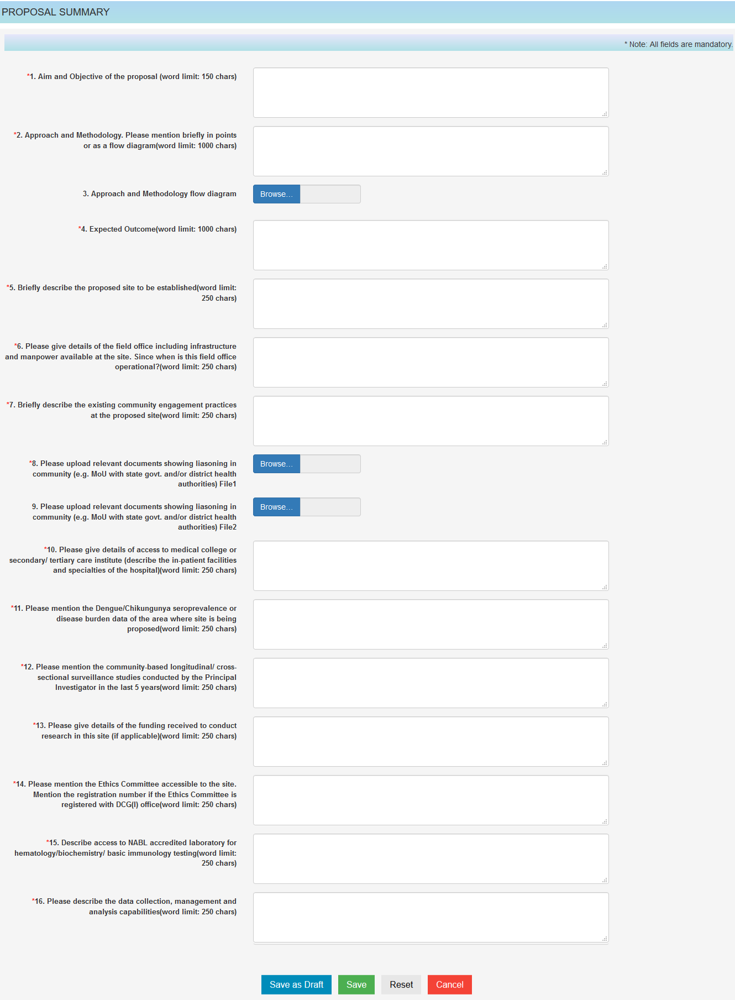 PROPOSAL SUMMARY
* Note: All fields are mandatory.
*1. Aim and Objective of the proposal (word limit: 150 chars)
*2. Approach and Methodology. Please mention briefly in points
or as a flow diagram(word limit: 1000 chars)
3. Approach and Methodology flow diagram
Browse...
*4. Expected Outcome(word limit: 1000 chars)
*5. Briefly describe the proposed site to be established(word limit:
250 chars)
*6. Please give details of the field office including infrastructure
and manpower available at the site. Since when is this field office
operational?(word limit: 250 chars)
*7. Briefly describe the existing community engagement practices
at the proposed site(word limit: 250 chars)
*8. Please upload relevant documents showing liasoning in
community (e.g. MoU with state govt. and/or district health
authorities) File1
Browse...
9. Please upload relevant documents showing liasoning in
community (e.g. MoU with state govt. and/or district health
authorities) File2
Browse...
*10. Please give details of access to medical college or
secondary/ tertiary care institute (describe the in-patient facilities
and specialties of the hospital)(word limit: 250 chars)
*11. Please mention the Dengue/Chikungunya seroprevalence or
disease burden data of the area where site is being
proposed(word limit: 250 chars)
*12. Please mention the community-based longitudinal/ cross-
sectional surveillance studies conducted by the Principal
Investigator in the last 5 years(word limit: 250 chars)
*13. Please give details of the funding received to conduct
research in this site (if applicable)(word limit: 250 chars)
*14. Please mention the Ethics Committee accessible to the site.
Mention the registration number if the Ethics Committee is
registered with DCG(I) office(word limit: 250 chars)
*15. Describe access to NABL accredited laboratory for
hematology/biochemistry/ basic immunology testing(word limit:
250 chars)
*16. Please describe the data collection, management and
analysis capabilities(word limit: 250 chars)
Save as Draft
Save
Reset
Cancel